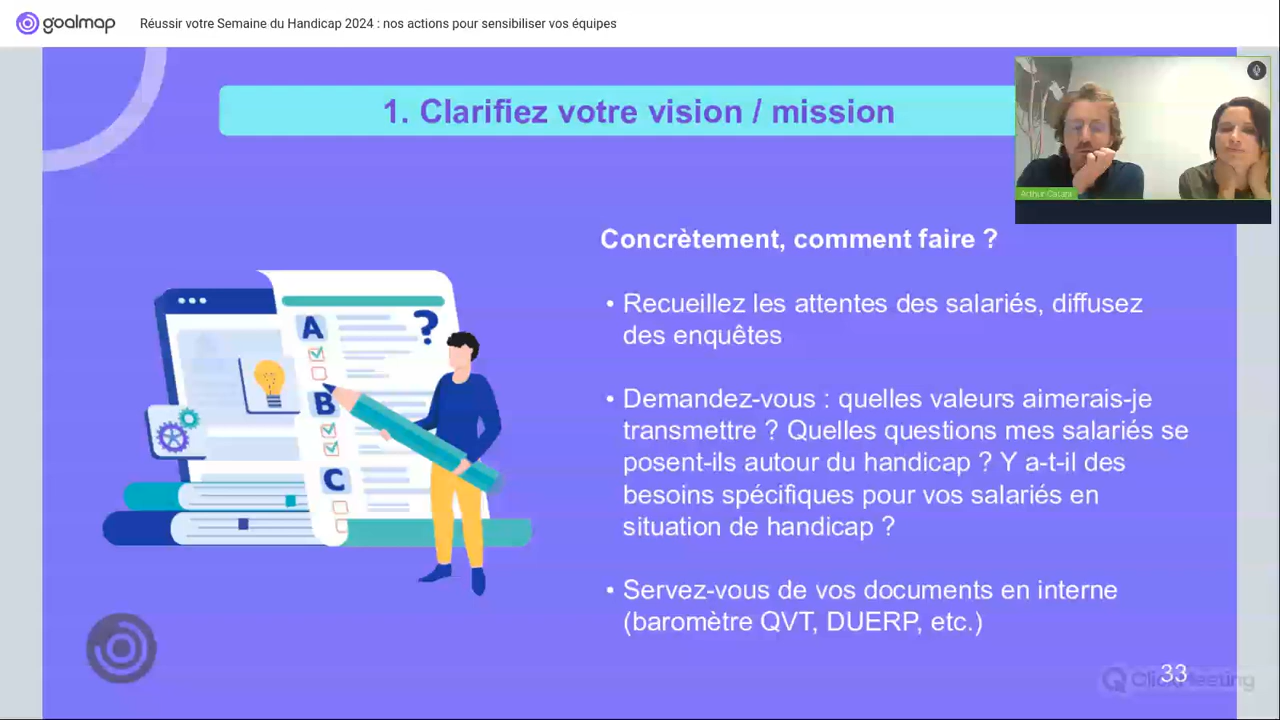 goalmap
Réussir votre Semaine du Handicap 2024 : nos actions pour sensibiliser vos équipes
1. Clarifiez votre vision / mission
Concrètement, comment faire ?
• Recueillez les attentes des salariés, diffusez
des enquêtes
• Demandez-vous : quelles valeurs aimerais-je
transmettre ? Quelles questions mes salariés se
posent-ils autour du handicap ? Y a-t-il des
besoins spécifiques pour vos salariés en
situation de handicap ?
• Servez-vous de vos documents en interne
(baromètre QVT, DUERP, etc.)
A
?
B
C
Arthur
33
ClickMeeting